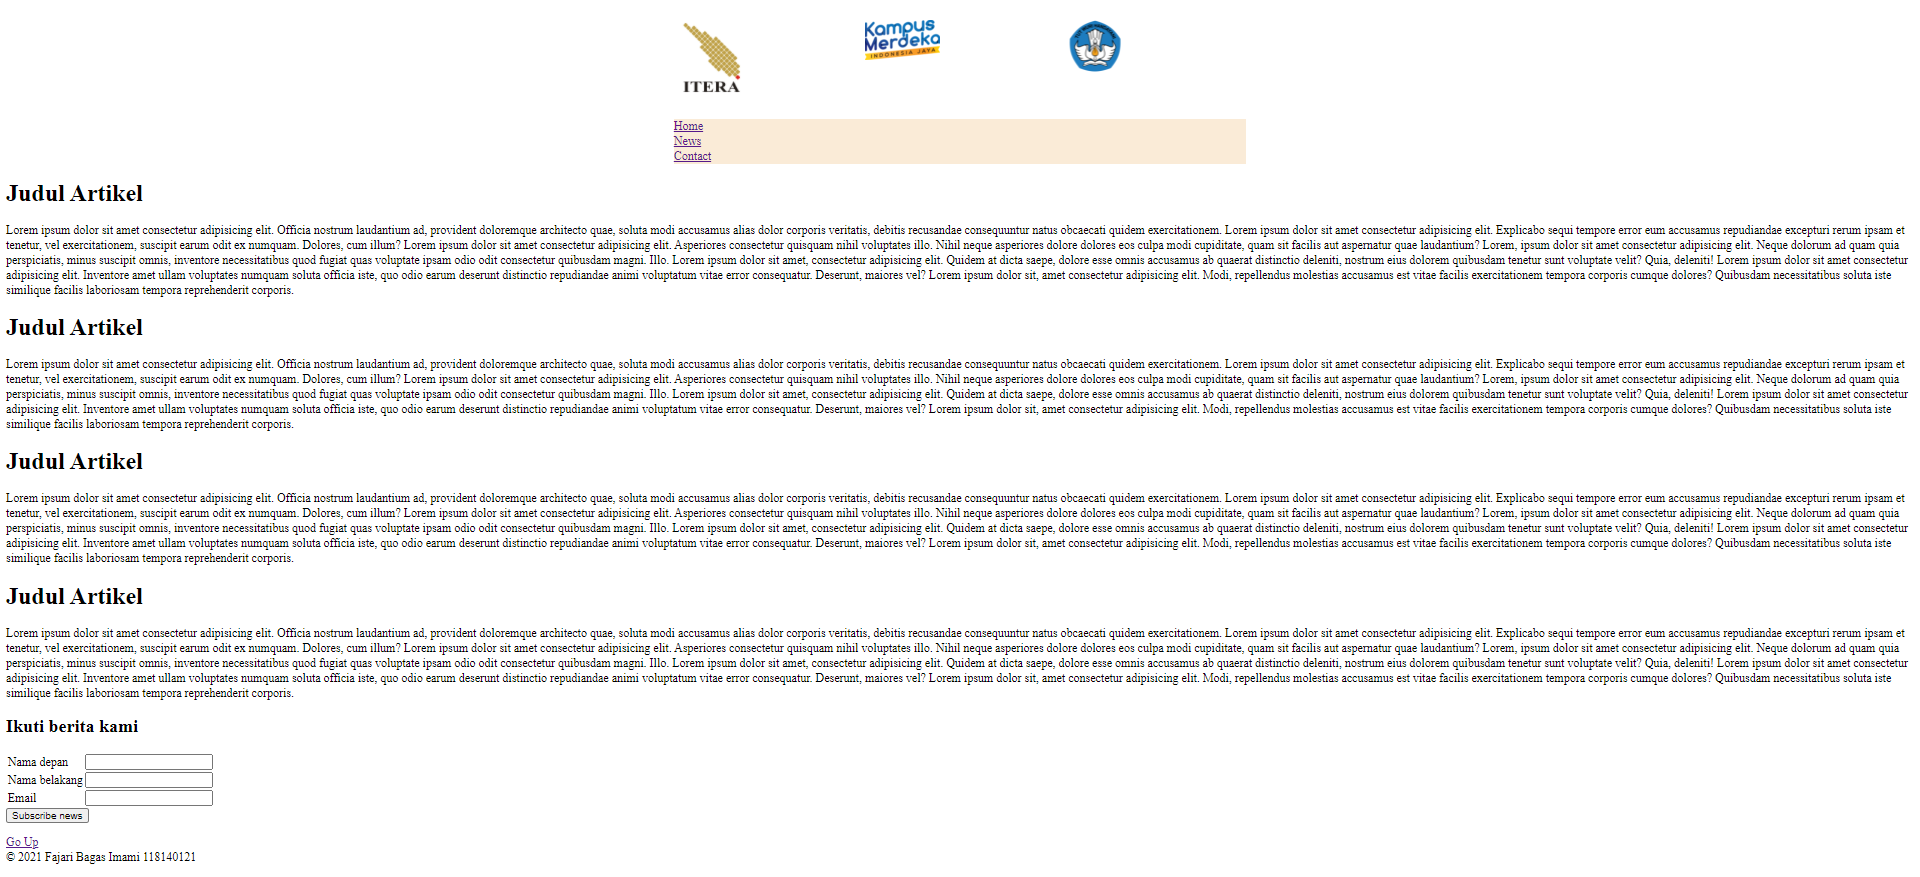 ITERA
Kampus
Merdeka
INDONESIA JAYA
Home
News
Contact
Judul Artikel
Lorem ipsum dolor sit amet consectetur adipisicing elit. Officia nostrum laudantium ad, provident doloremque architecto quae, soluta modi accusamus alias dolor corporis veritatis, debitis recusandae consequuntur natus obcaecati quidem exercitationem. Lorem ipsum dolor sit amet consectetur adipisicing elit. Explicabo sequi tempore error eum accusamus repudiandae excepturi rerum ipsam et
tenetur, vel exercitationem, suscipit earum odit ex numquam. Dolores, cum illum? Lorem ipsum dolor sit amet consectetur adipisicing elit. Asperiores consectetur quisquam nihil voluptates illo. Nihil neque asperiores dolore dolores eos culpa modi cupiditate, quam sit facilis aut aspernatur quae laudantium? Lorem, ipsum dolor sit amet consectetur adipisicing elit. Neque dolorum ad quam quia
perspiciatis, minus suscipit omnis, inventore necessitatibus quod fugiat quas voluptate ipsam odio odit consectetur quibusdam magni. Illo. Lorem ipsum dolor sit amet, consectetur adipisicing elit. Quidem at dicta saepe, dolore esse omnis accusamus ab quaerat distinctio deleniti, nostrum eius dolorem quibusdam tenetur sunt voluptate velit? Quia, deleniti! Lorem ipsum dolor sit amet consectetur
adipisicing elit. Inventore amet ullam voluptates numquam soluta officia iste, quo odio earum deserunt distinctio repudiandae animi voluptatum vitae error consequatur. Deserunt, maiores vel? Lorem ipsum dolor sit, amet consectetur adipisicing elit. Modi, repellendus molestias accusamus est vitae facilis exercitationem tempora corporis cumque dolores? Quibusdam necessitatibus soluta iste
similique facilis laboriosam tempora reprehenderit corporis.
Judul Artikel
Lorem ipsum dolor sit amet consectetur adipisicing elit. Officia nostrum laudantium ad, provident doloremque architecto quae, soluta modi accusamus alias dolor corporis veritatis, debitis recusandae consequuntur natus obcaecati quidem exercitationem. Lorem ipsum dolor sit amet consectetur adipisicing elit. Explicabo sequi tempore error eum accusamus repudiandae excepturi rerum ipsam et
tenetur, vel exercitationem, suscipit earum odit ex numquam. Dolores, cum illum? Lorem ipsum dolor sit amet consectetur adipisicing elit. Asperiores consectetur quisquam nihil voluptates illo. Nihil neque asperiores dolore dolores eos culpa modi cupiditate, quam sit facilis aut aspernatur quae laudantium? Lorem, ipsum dolor sit amet consectetur adipisicing elit. Neque dolorum ad quam quia
perspiciatis, minus suscipit omnis, inventore necessitatibus quod fugiat quas voluptate ipsam odio odit consectetur quibusdam magni. Illo. Lorem ipsum dolor sit amet, consectetur adipisicing elit. Quidem at dicta saepe, dolore esse omnis accusamus ab quaerat distinctio deleniti, nostrum eius dolorem quibusdam tenetur sunt voluptate velit? Quia, deleniti! Lorem ipsum dolor sit amet consectetur
adipisicing elit. Inventore amet ullam voluptates numquam soluta officia iste, quo odio earum deserunt distinctio repudiandae animi voluptatum vitae error consequatur. Deserunt, maiores vel? Lorem ipsum dolor sit, amet consectetur adipisicing elit. Modi, repellendus molestias accusamus est vitae facilis exercitationem tempora corporis cumque dolores? Quibusdam necessitatibus soluta iste
similique facilis laboriosam tempora reprehenderit corporis.
Judul Artikel
Lorem ipsum dolor sit amet consectetur adipisicing elit. Officia nostrum laudantium ad, provident doloremque architecto quae, soluta modi accusamus alias dolor corporis veritatis, debitis recusandae consequuntur natus obcaecati quidem exercitationem. Lorem ipsum dolor sit amet consectetur adipisicing elit. Explicabo sequi tempore error eum accusamus repudiandae excepturi rerum ipsam et
tenetur, vel exercitationem, suscipit earum odit ex numquam. Dolores, cum illum? Lorem ipsum dolor sit amet consectetur adipisicing elit. Asperiores consectetur quisquam nihil voluptates illo. Nihil neque asperiores dolore dolores eos culpa modi cupiditate, quam sit facilis aut aspernatur quae laudantium? Lorem, ipsum dolor sit amet consectetur adipisicing elit. Neque dolorum ad quam quia
perspiciatis, minus suscipit omnis, inventore necessitatibus quod fugiat quas voluptate ipsam odio odit consectetur quibusdam magni. Illo. Lorem ipsum dolor sit amet, consectetur adipisicing elit. Quidem at dicta saepe, dolore esse omnis accusamus ab quaerat distinctio deleniti, nostrum eius dolorem quibusdam tenetur sunt voluptate velit? Quia, deleniti! Lorem ipsum dolor sit amet consectetur
adipisicing elit. Inventore amet ullam voluptates numquam soluta officia iste, quo odio earum deserunt distinctio repudiandae animi voluptatum vitae error consequatur. Deserunt, maiores vel? Lorem ipsum dolor sit, amet consectetur adipisicing elit. Modi, repellendus molestias accusamus est vitae facilis exercitationem tempora corporis cumque dolores? Quibusdam necessitatibus soluta iste
similique facilis laboriosam tempora reprehenderit corporis.
Judul Artikel
Lorem ipsum dolor sit amet consectetur adipisicing elit. Officia nostrum laudantium ad, provident doloremque architecto quae, soluta modi accusamus alias dolor corporis veritatis, debitis recusandae consequuntur natus obcaecati quidem exercitationem. Lorem ipsum dolor sit amet consectetur adipisicing elit. Explicabo sequi tempore error eum accusamus repudiandae excepturi rerum ipsam et
tenetur, vel exercitationem, suscipit earum odit ex numquam. Dolores, cum illum? Lorem ipsum dolor sit amet consectetur adipisicing elit. Asperiores consectetur quisquam nihil voluptates illo. Nihil neque asperiores dolore dolores eos culpa modi cupiditate, quam sit facilis aut aspernatur quae laudantium? Lorem, ipsum dolor sit amet consectetur adipisicing elit. Neque dolorum ad quam quia
perspiciatis, minus suscipit omnis, inventore necessitatibus quod fugiat quas voluptate ipsam odio odit consectetur quibusdam magni. Illo. Lorem ipsum dolor sit amet, consectetur adipisicing elit. Quidem at dicta saepe, dolore esse omnis accusamus ab quaerat distinctio deleniti, nostrum eius dolorem quibusdam tenetur sunt voluptate velit? Quia, deleniti! Lorem ipsum dolor sit amet consectetur
adipisicing elit. Inventore amet ullam voluptates numquam soluta officia iste, quo odio earum deserunt distinctio repudiandae animi voluptatum vitae error consequatur. Deserunt, maiores vel? Lorem ipsum dolor sit, amet consectetur adipisicing elit. Modi, repellendus molestias accusamus est vitae facilis exercitationem tempora corporis cumque dolores? Quibusdam necessitatibus soluta iste
similique facilis laboriosam tempora reprehenderit corporis.
Ikuti berita kami
Nama depan
Nama belakang
Email
Subscribe news
Go Up
© 2021 Fajari Bagas Imami 118140121